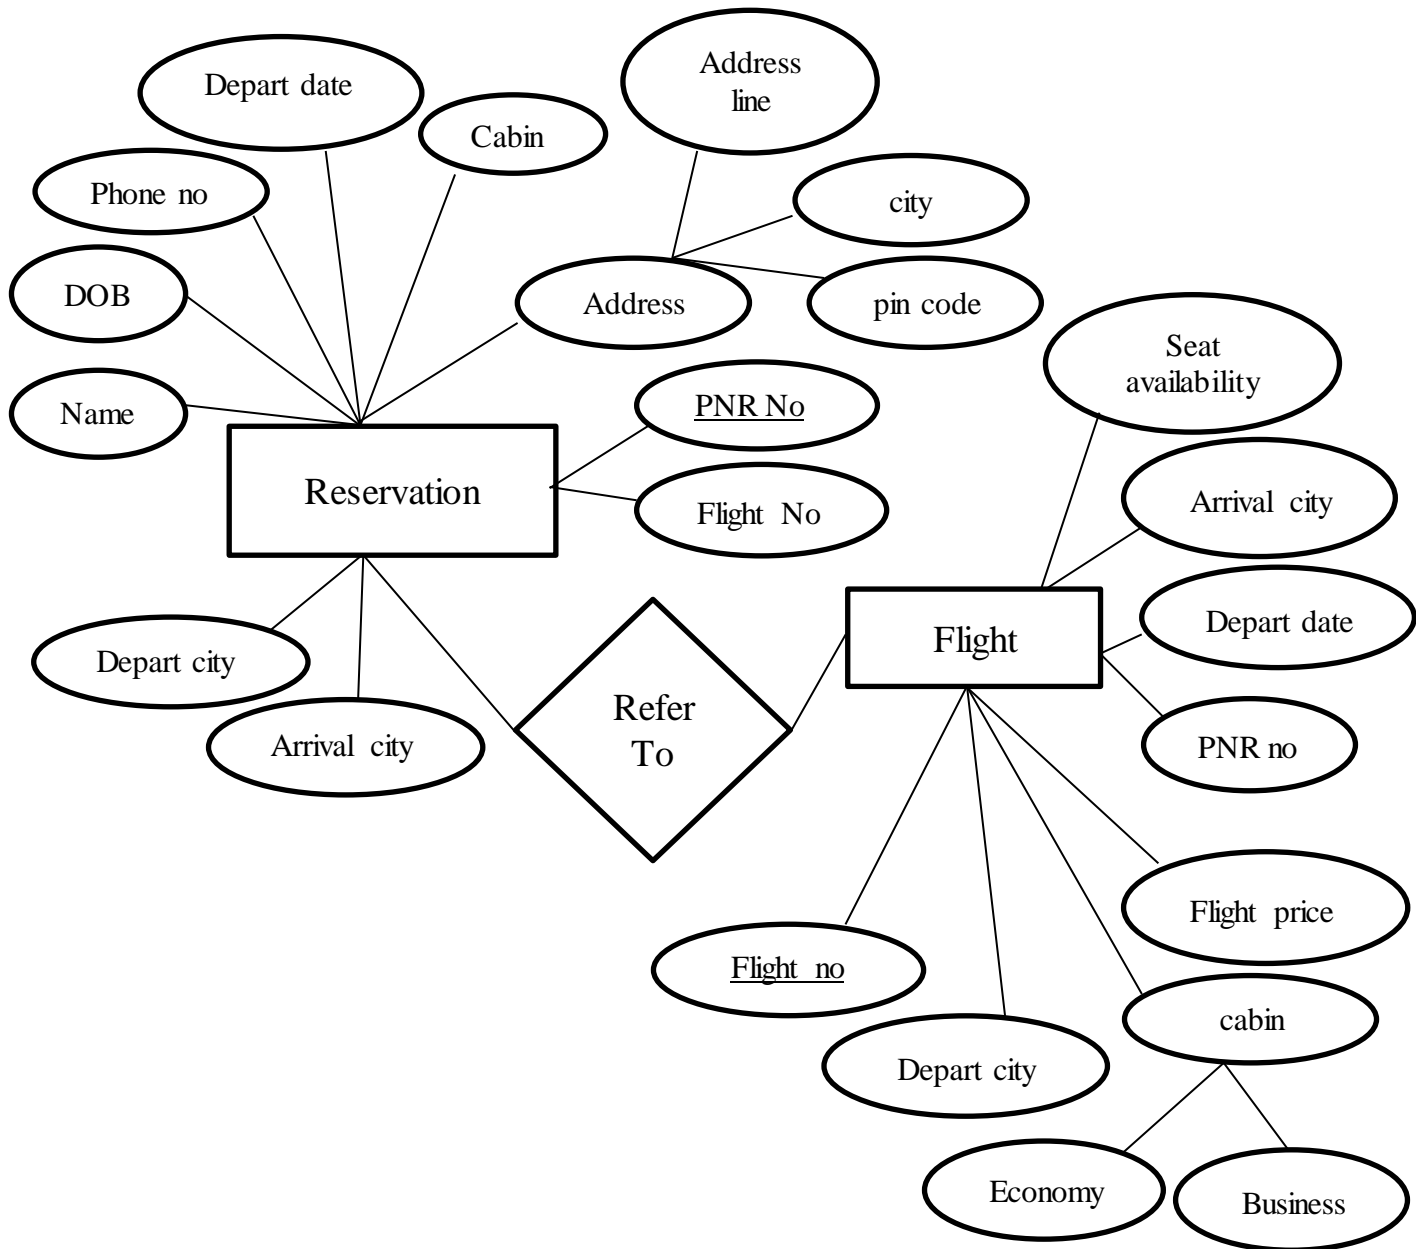 Depart date
Address
line
Cabin
Phone no
city
DOB
Address
pin code
Seat
availability
Name
PNR No
Reservation
Flight No
Arrival city
Depart date
Flight
Depart city
Refer
To
Arrival city
PNR no
Flight price
Flight no
cabin
Depart city
Economy
Business